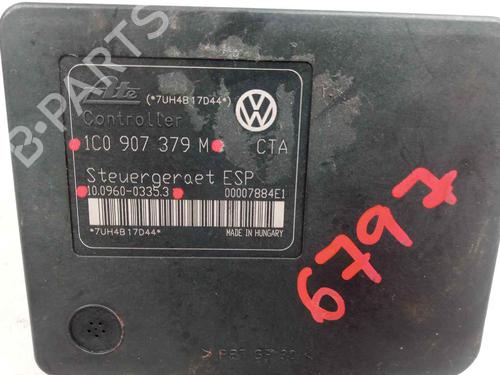 B-PARTS
Ate (*7UH4B17D44*)
Controller
1C0 907 379 M CTA
Steuergeraet ESP
10.0960-0335.3 00007884E1
*7UH4B17D44* MADE IN HUNGARY
6797